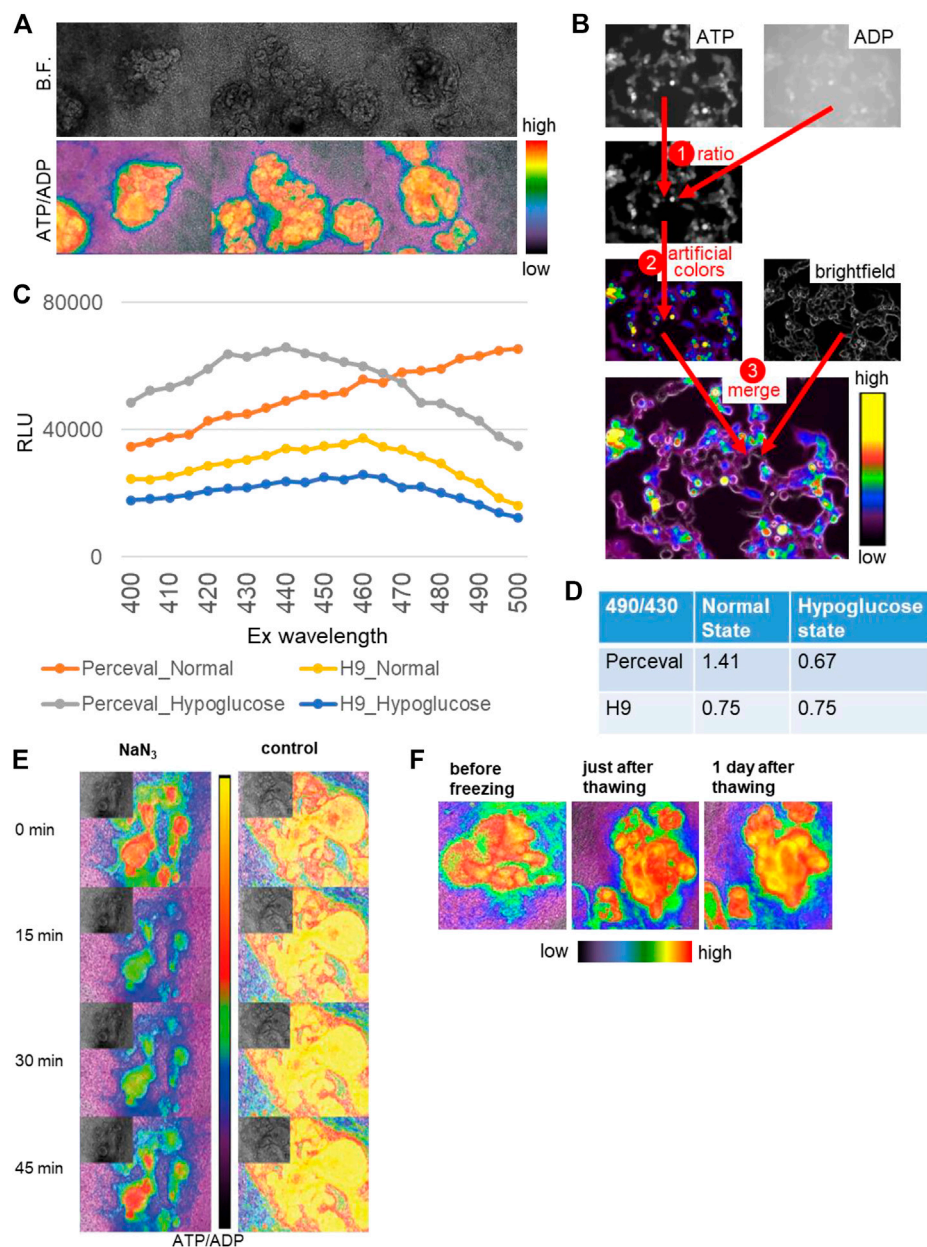 A
B.F.
ATP/ADP
high
low
B
ATP
ADP
1 ratio
2 artificial
colors
brightfield
3
merge
high
low
C
80000
40000
0
RLU
400
410
420
430
440
450
460
470
480
490
500
Ex wavelength
Perceval_Normal
H9_Normal
Perceval_Hypoglucose
H9_Hypoglucose
D
490/430 Normal State Hypoglucose state
Perceval 1.41 0.67
H9 0.75 0.75
E
NaN₃
control
0 min
15 min
30 min
45 min
ATP/ADP
F
before
freezing
just after
thawing
1 day after
thawing
low
high